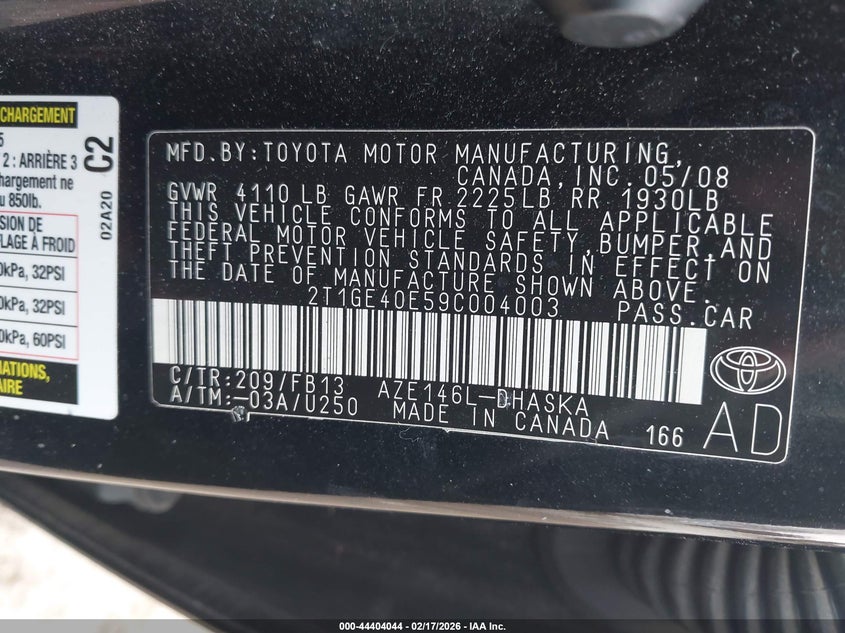 CHARGEMENT
5
2 : ARRIÈRE 3
chargement ne
u 850lb.
SION DE
FLAGE À FROID
0kPa, 32PSI
0kPa, 32PSI
0kPa, 60PSI
MATIONS,
AIRE
02A20 C2
MFD. BY: TOYOTA MOTOR MANUFACTURING,
CANADA, INC. 05/08
GVWR 4110 LB GAWR FR 2225LB RR 1930LB
THIS VEHICLE CONFORMS TO ALL APPLICABLE
FEDERAL MOTOR VEHICLE SAFETY, BUMPER, AND
THEFT PREVENTION STANDARDS IN EFFECT ON
THE DATE OF MANUFACTURE SHOWN ABOVE.
2T1GE40E59C004003 PASS. CAR
C/TR: 209/FB13 AZE146L-DHASKA
A/TM: -03A/U250 MADE IN CANADA 166 AD
000-44404044 - 02/17/2026 - IAA Inc.